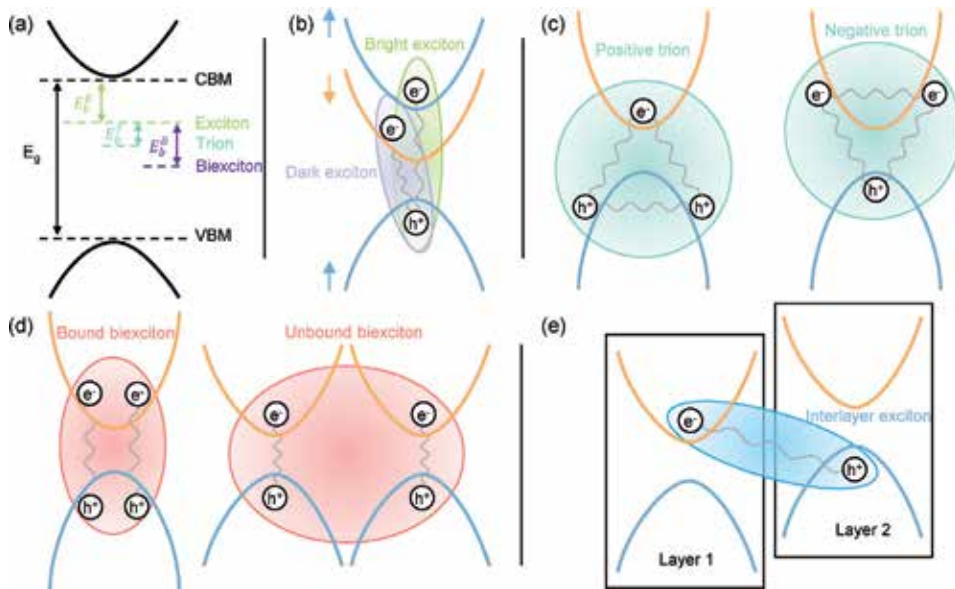 (a)
CBM
E_b^E
Exciton
Trion
E_b^B
Biexciton
E_g
VBM
(b)
Bright exciton
e⁻
e⁻
Dark exciton
h⁺
(c)
Positive trion
e⁻
h⁺
h⁺
Negative trion
e⁻
e⁻
h⁺
(d)
Bound biexciton
e⁻
e⁻
h⁺
h⁺
Unbound biexciton
e⁻
e⁻
h⁺
h⁺
(e)
Interlayer exciton
e⁻
h⁺
Layer 1
Layer 2